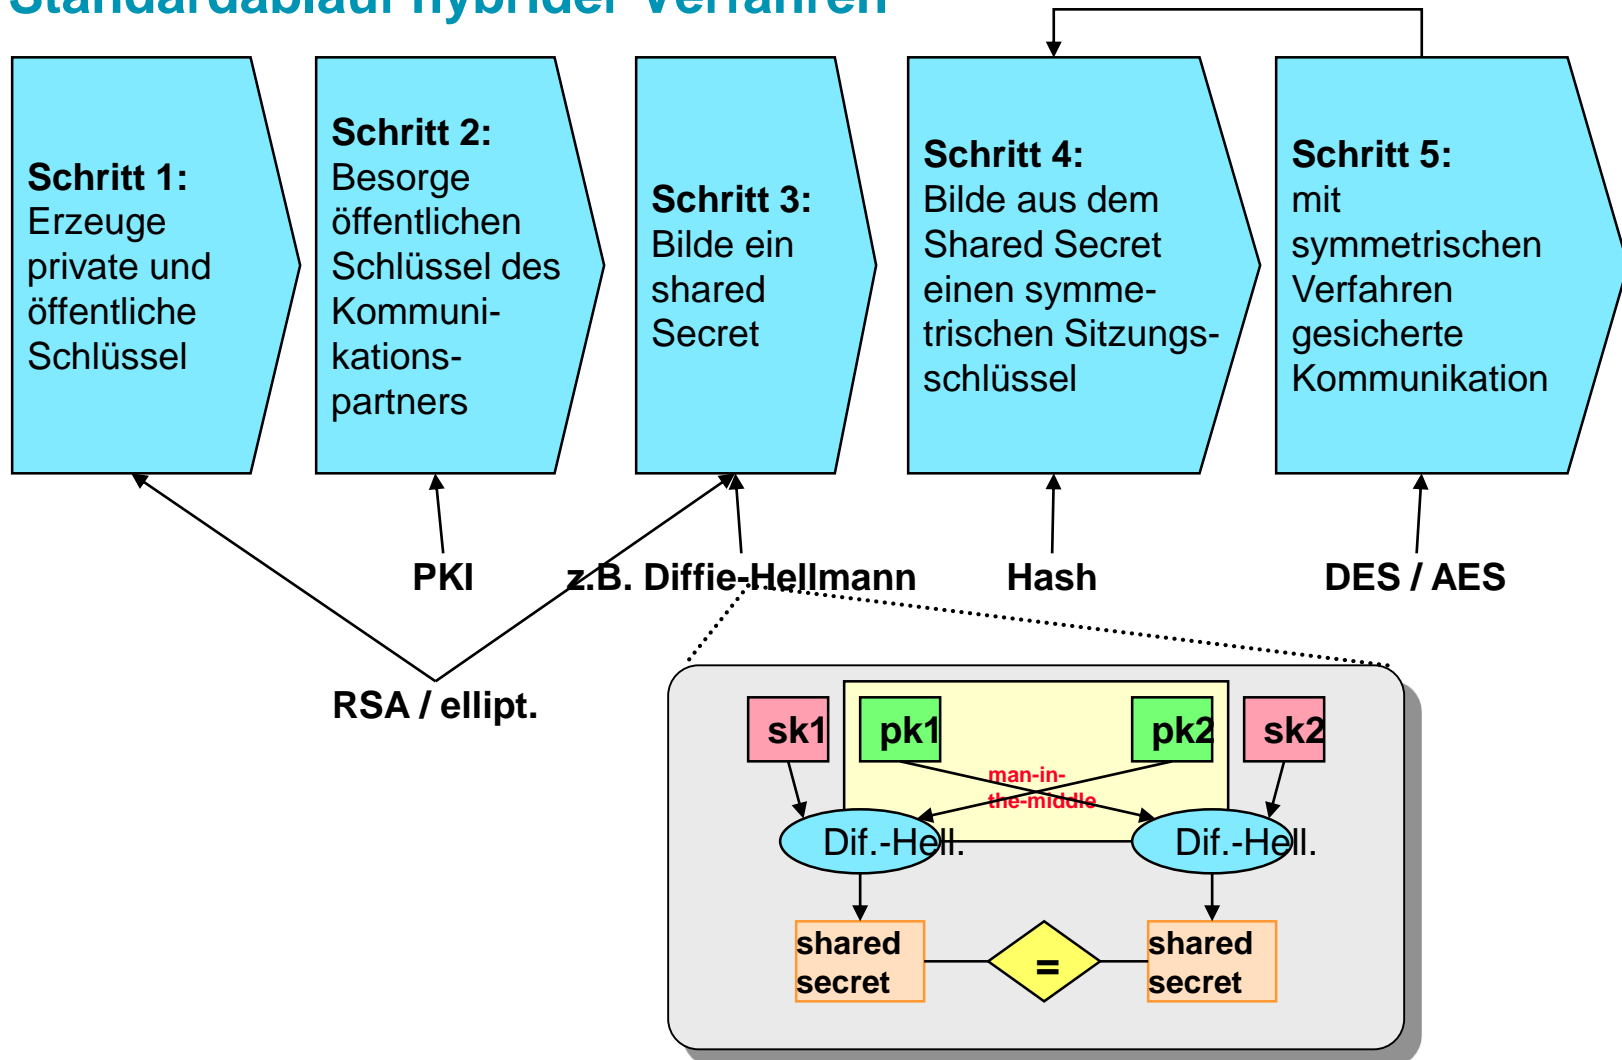 Standardablauf hybrider Verfahren
Schritt 1:
Erzeuge
private und
öffentliche
Schlüssel
Schritt 2:
Besorge
öffentlichen
Schlüssel des
Kommuni-
kations-
partners
Schritt 3:
Bilde ein
shared
Secret
Schritt 4:
Bilde aus dem
Shared Secret
einen symme-
trischen Sitzungs-
schlüssel
Schritt 5:
mit
symmetrischen
Verfahren
gesicherte
Kommunikation
PKI
z.B. Diffie-Hellmann
Hash
DES / AES
RSA / ellipt.
sk1
pk1
pk2
sk2
man-in-
the-middle
Dif.-Hell.
Dif.-Hell.
shared
secret
=
shared
secret